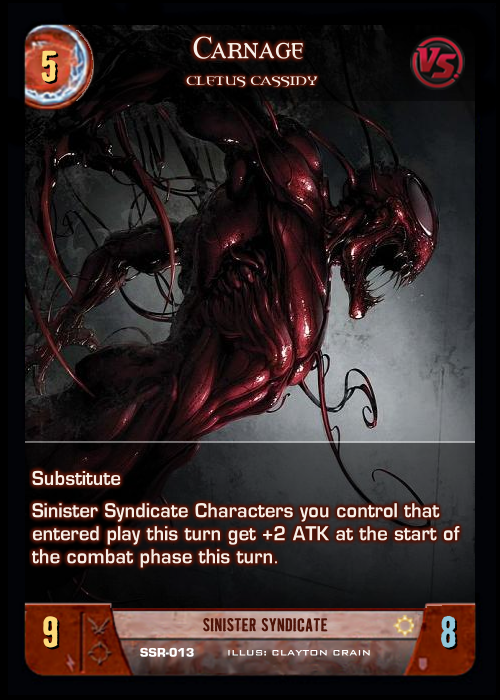 5
CARNAGE
VS
CLETUS CASSIDY
Substitute
Sinister Syndicate Characters you control that
entered play this turn get +2 ATK at the start of
the combat phase this turn.
9
SINISTER SYNDICATE
8
SSR-013 ILLUS: CLAYTON CRAIN